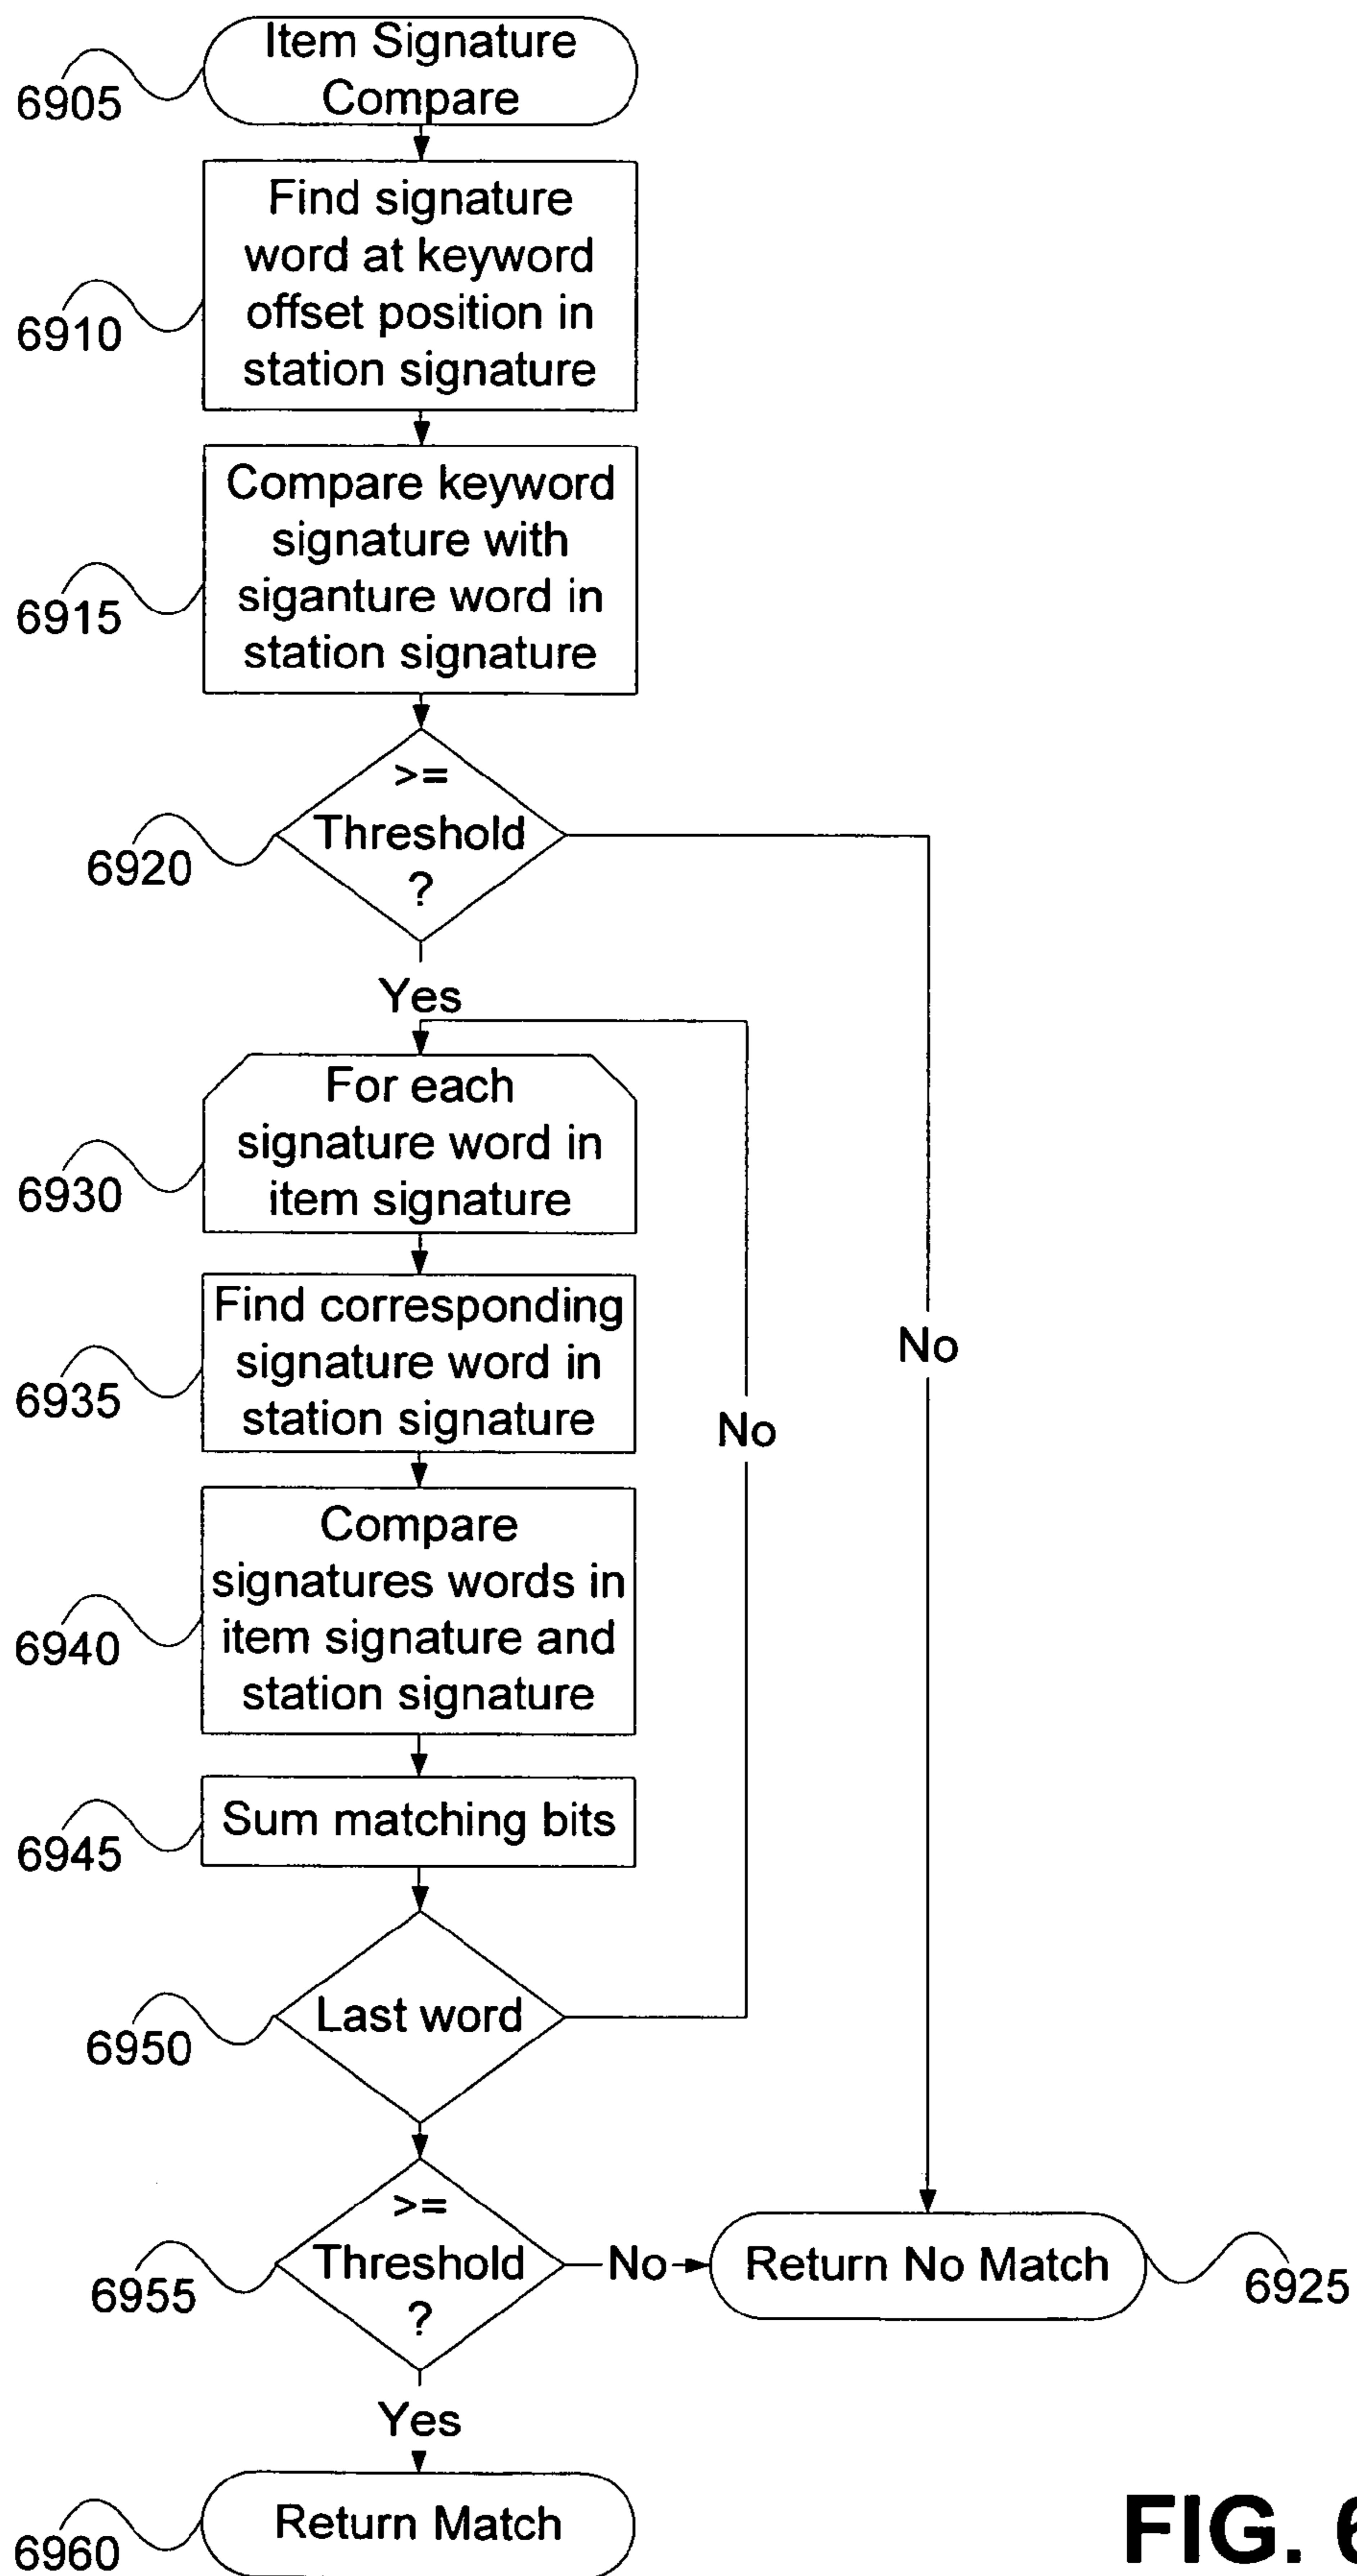 Item Signature
Compare
6905
Find signature
word at keyword
offset position in
station signature
6910
Compare keyword
signature with
siganture word in
station signature
6915
>=
Threshold
?
6920
Yes
No
For each
signature word in
item signature
6930
Find corresponding
signature word in
station signature
6935
No
Compare
signatures words in
item signature and
station signature
6940
Sum matching bits
6945
Last word
6950
>=
Threshold
?
6955
No
Return No Match
6925
Yes
Return Match
6960
FIG.